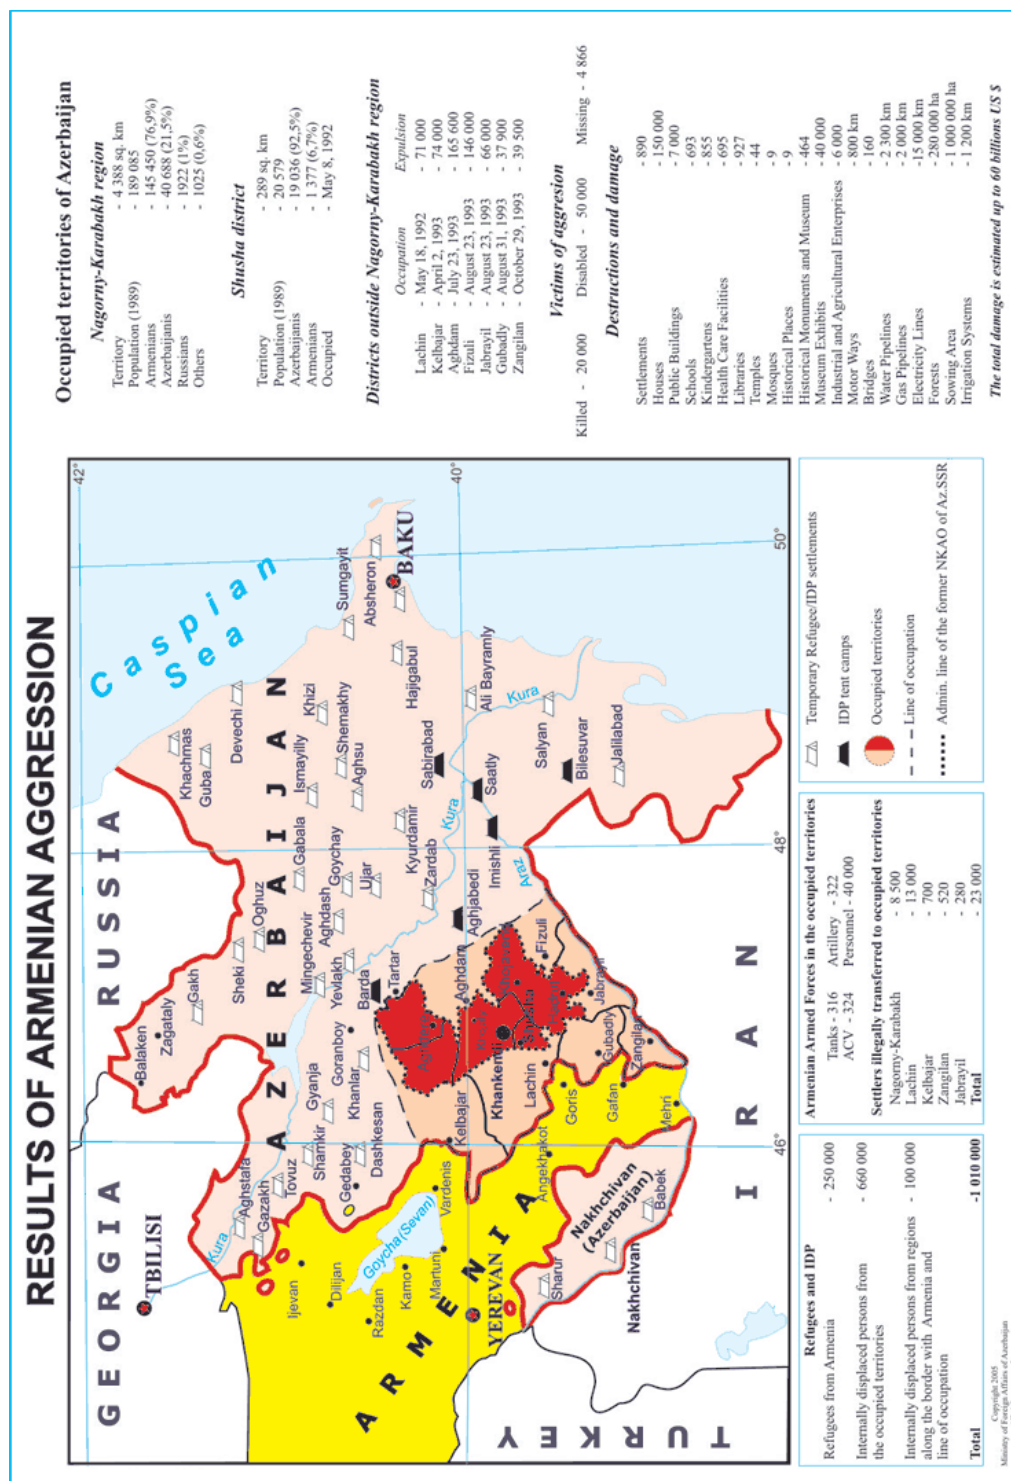 RESULTS OF ARMENIAN AGGRESSION
GEORGIA
RUSSIA
Caspian
Sea
42°
TBILISI
Kura
Balaken
Zagataly
Gakh
Sheki
Oghuz
Khachmas
Guba
Devechi
AZERBAIJAN
Aghstafa
Gazakh
Tovuz
Shamkir
Gyanja
Goranboy
Khanlar
Gedabey
Dashkesan
Mingechevir
Yevlakh
Barda
Tartar
Aghdash
Goychay
Ujar
Gabala
Ismayilly
Khizi
Shemakhy
Aghsu
Sumgayit
Absheron
BAKU
Kyurdamir
Zardab
Kura
Sabirabad
Hajigabul
Ali Bayramly
40°
Saatly
Imishli
Araz
Kura
Salyan
Bilesuvar
Jaliliabad
Aghjabedi
Aghdam
Khankendi
Shusha
Fizuli
Jabrayil
Kelbajar
Lachin
Gubadly
Zangilan
Ijevan
Dilijan
Razdan
Kamo
Martuni
Goycha (Sevan)
Vardenis
ARMENIA
YEREVAN
Angkhakot
Goris
Gafan
Mehri
Sharur
Nakhchivan
Nakhchivan
(Azerbaijan)
Babek
TURKEY
IRAN
46°
48°
50°
Occupied territories of Azerbaijan
Nagorny-Karabakh region
Territory - 4 388 sq. km
Population (1989) - 189 085
Armenians - 145 450 (76,9%)
Azerbaijanis - 40 688 (21,5%)
Russians - 1922 (1%)
Others - 1025 (0,6%)
Shusha district
Territory - 289 sq. km
Population (1989) - 20 579
Azerbaijanis - 19 036 (92,5%)
Armenians - 1 377 (6,7%)
Occupied - May 8, 1992
Districts outside Nagorny-Karabakh region
Occupation Expulsion
Lachin - May 18, 1992 - 71 000
Kelbajar - April 2, 1993 - 74 000
Aghdam - July 23, 1993 - 165 600
Fizuli - August 23, 1993 - 146 000
Jabrayil - August 23, 1993 - 66 000
Gubadly - August 31, 1993 - 37 900
Zangilan - October 29, 1993 - 39 500
Victims of aggresion
Killed - 20 000 Disabled - 50 000 Missing - 4 866
Destructions and damage
Settlements -890
Houses - 150 000
Public Buildings - 7 000
Schools -693
Kindergartens -855
Health Care Facilities -695
Libraries -927
Temples -44
Mosques -9
Historical Places -9
Historical Monuments and Museum -464
Museum Exhibits - 40 000
Industrial and Agricultural Enterprises - 6 000
Motor Ways -800 km
Bridges -160
Water Pipelines - 2 300 km
Gas Pipelines -2 000 km
Electricity Lines -15 000 km
Forests -280 000 ha
Sowing Area -1 000 000 ha
Irrigation Systems -1 200 km
The total damage is estimated up to 60 billions US $
Refugees and IDP
Refugees from Armenia - 250 000
Internally displaced persons from - 660 000
the occupied territories
Internally displaced persons from regions - 100 000
along the border with Armenia and
line of occupation
Total -1 010 000
Armenian Armed Forces in the occupied territories
Tanks - 316 Artillery - 322
ACV - 324 Personnel - 40 000
Settlers illegally transferred to occupied territories
Nagorny-Karabakh - 8 500
Lachin - 13 000
Kelbajar - 700
Zangilan - 520
Jabrayil - 280
Total - 23 000
Temporary Refugee/IDP settlements
IDP tent camps
Occupied territories
Line of occupation
Admin. line of the former NKAO of Az.SSR
Copyright 2005
Ministry of Foreign Affairs of Azerbaijan